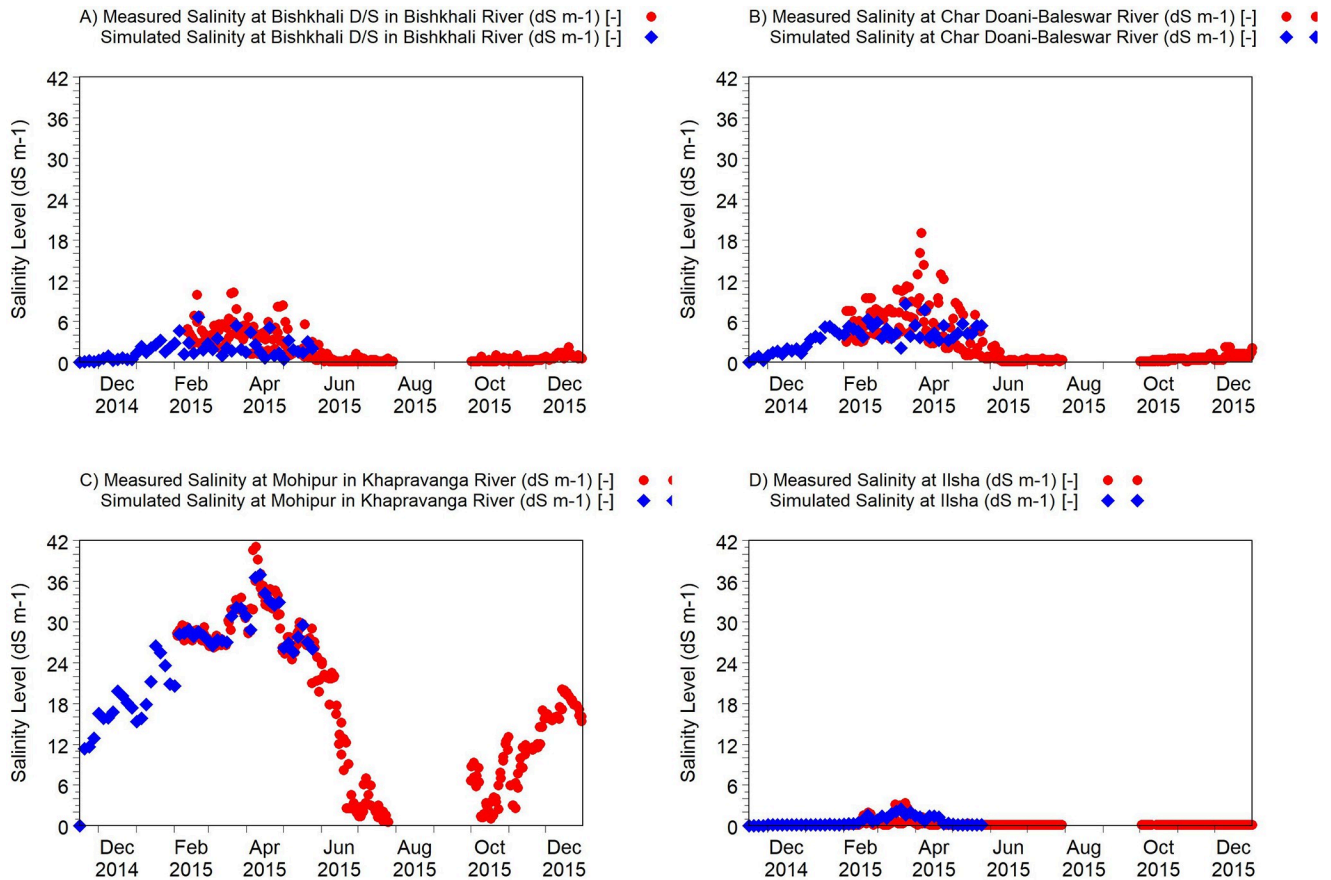 A) Measured Salinity at Bishkhali D/S in Bishkhali River (dS m-1) [-]
Simulated Salinity at Bishkhali D/S in Bishkhali River (dS m-1) [-]
Salinity Level (dS m-1)
42
36
30
24
18
12
6
0
Dec Feb Apr Jun Aug Oct Dec
2014 2015 2015 2015 2015 2015 2015
B) Measured Salinity at Char Doani-Baleswar River (dS m-1) [-]
Simulated Salinity at Char Doani-Baleswar River (dS m-1) [-]
Salinity Level (dS m-1)
42
36
30
24
18
12
6
0
Dec Feb Apr Jun Aug Oct Dec
2014 2015 2015 2015 2015 2015 2015
C) Measured Salinity at Mohipur in Khapravanga River (dS m-1) [-]
Simulated Salinity at Mohipur in Khapravanga River (dS m-1) [-]
Salinity Level (dS m-1)
42
36
30
24
18
12
6
0
Dec Feb Apr Jun Aug Oct Dec
2014 2015 2015 2015 2015 2015 2015
D) Measured Salinity at Ilsha (dS m-1) [-]
Simulated Salinity at Ilsha (dS m-1) [-]
Salinity Level (dS m-1)
42
36
30
24
18
12
6
0
Dec Feb Apr Jun Aug Oct Dec
2014 2015 2015 2015 2015 2015 2015